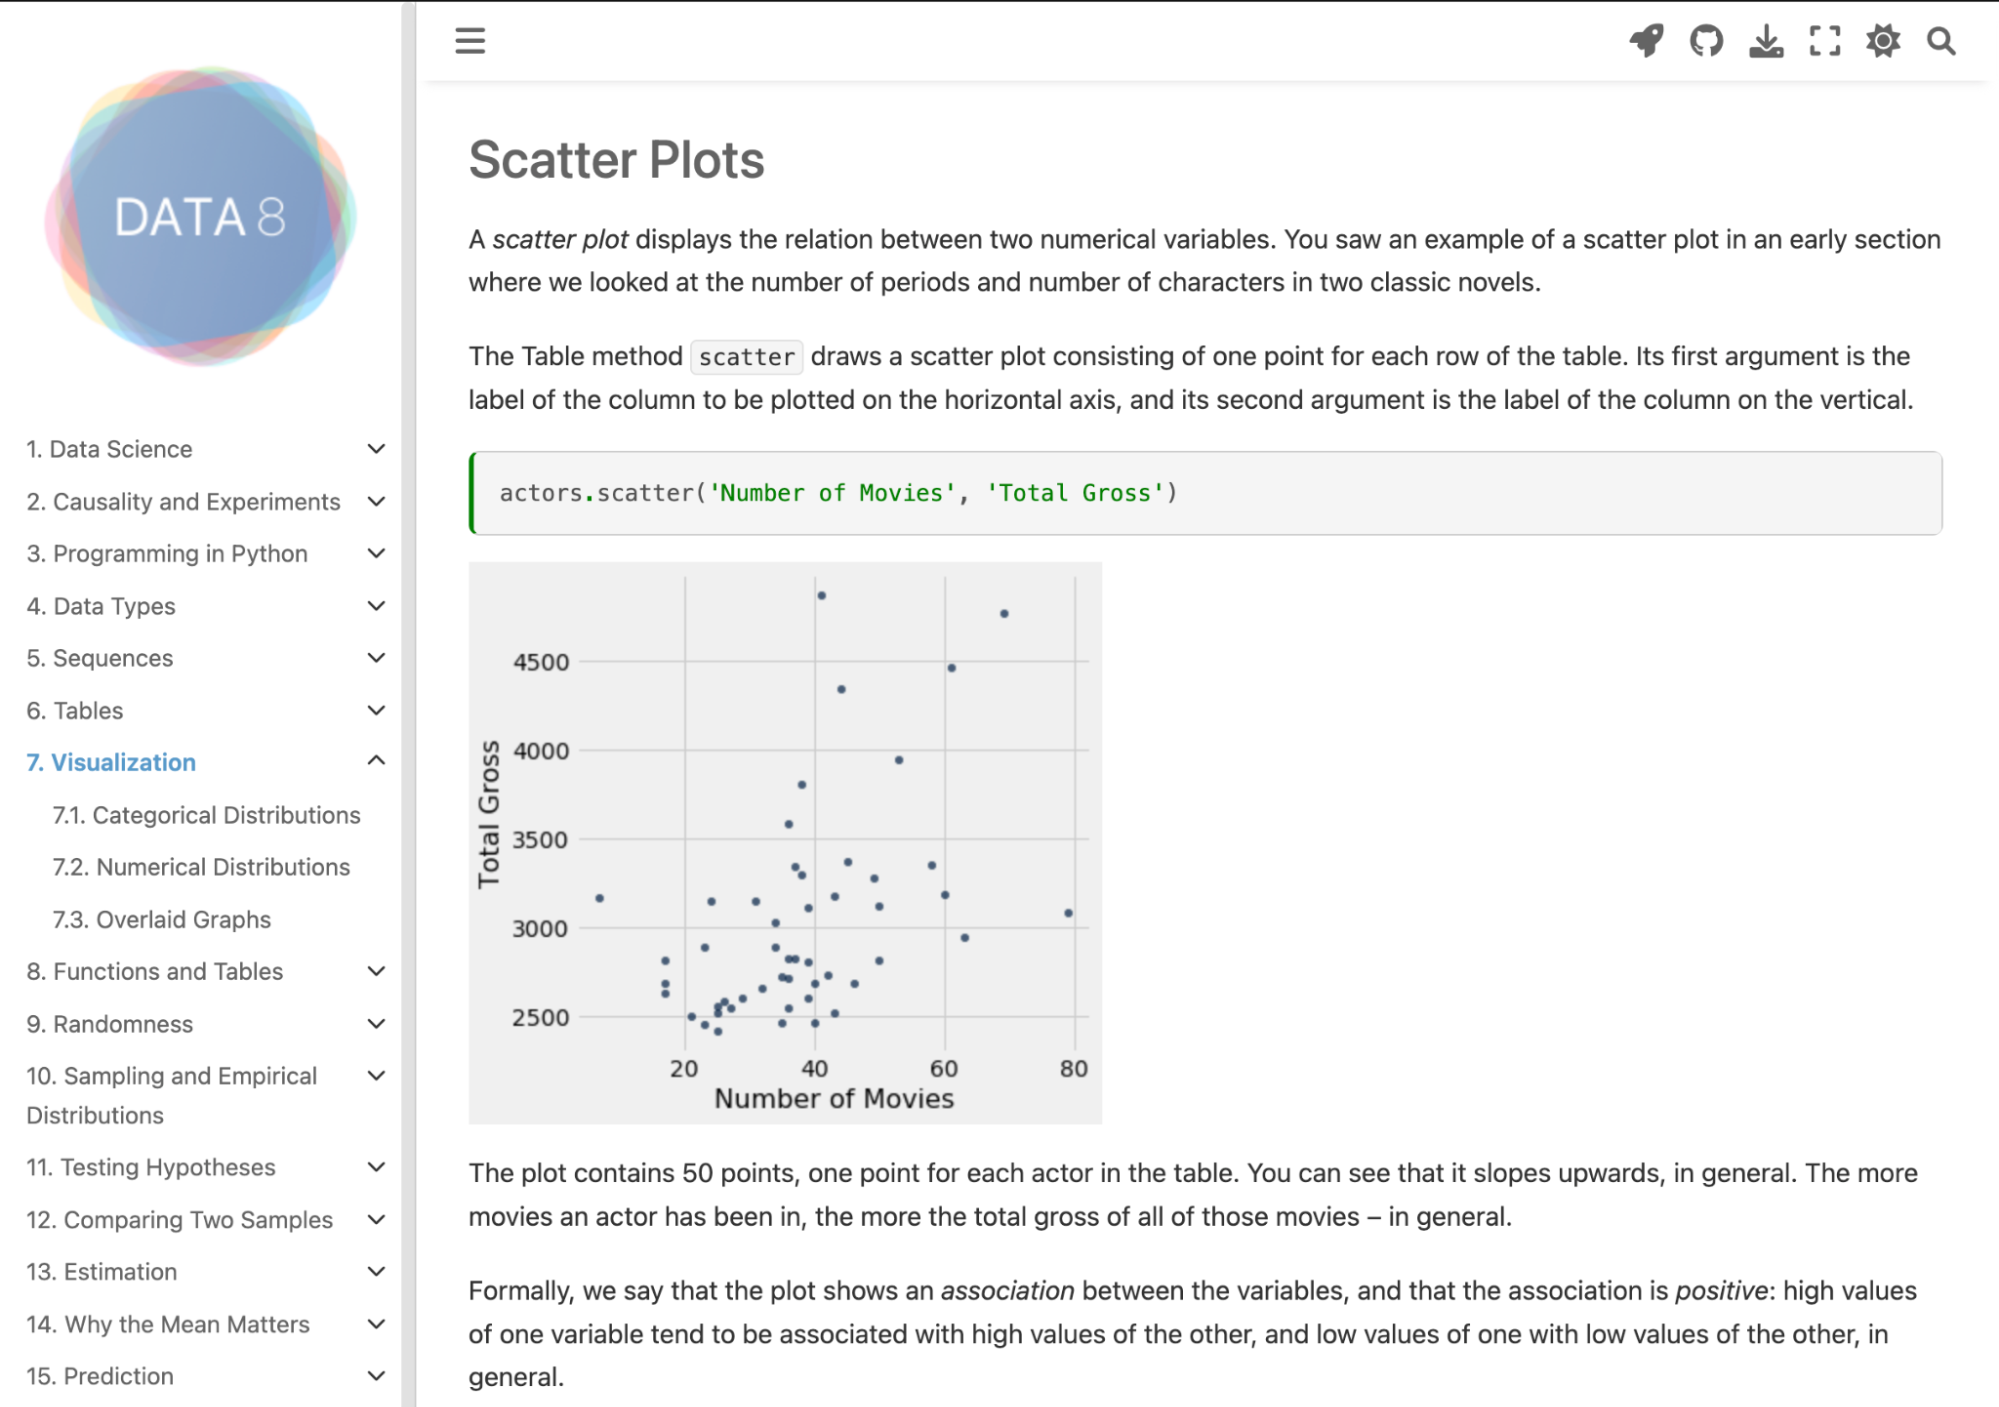 DATA 8
1. Data Science
2. Causality and Experiments
3. Programming in Python
4. Data Types
5. Sequences
6. Tables
7. Visualization
7.1. Categorical Distributions
7.2. Numerical Distributions
7.3. Overlaid Graphs
8. Functions and Tables
9. Randomness
10. Sampling and Empirical
Distributions
11. Testing Hypotheses
12. Comparing Two Samples
13. Estimation
14. Why the Mean Matters
15. Prediction
Scatter Plots
A scatter plot displays the relation between two numerical variables. You saw an example of a scatter plot in an early section
where we looked at the number of periods and number of characters in two classic novels.
The Table method scatter draws a scatter plot consisting of one point for each row of the table. Its first argument is the
label of the column to be plotted on the horizontal axis, and its second argument is the label of the column on the vertical.
actors.scatter('Number of Movies', 'Total Gross')
Total Gross
4500
4000
3500
3000
2500
20 40 60 80
Number of Movies
The plot contains 50 points, one point for each actor in the table. You can see that it slopes upwards, in general. The more
movies an actor has been in, the more the total gross of all of those movies – in general.
Formally, we say that the plot shows an association between the variables, and that the association is positive: high values
of one variable tend to be associated with high values of the other, and low values of one with low values of the other, in
general.